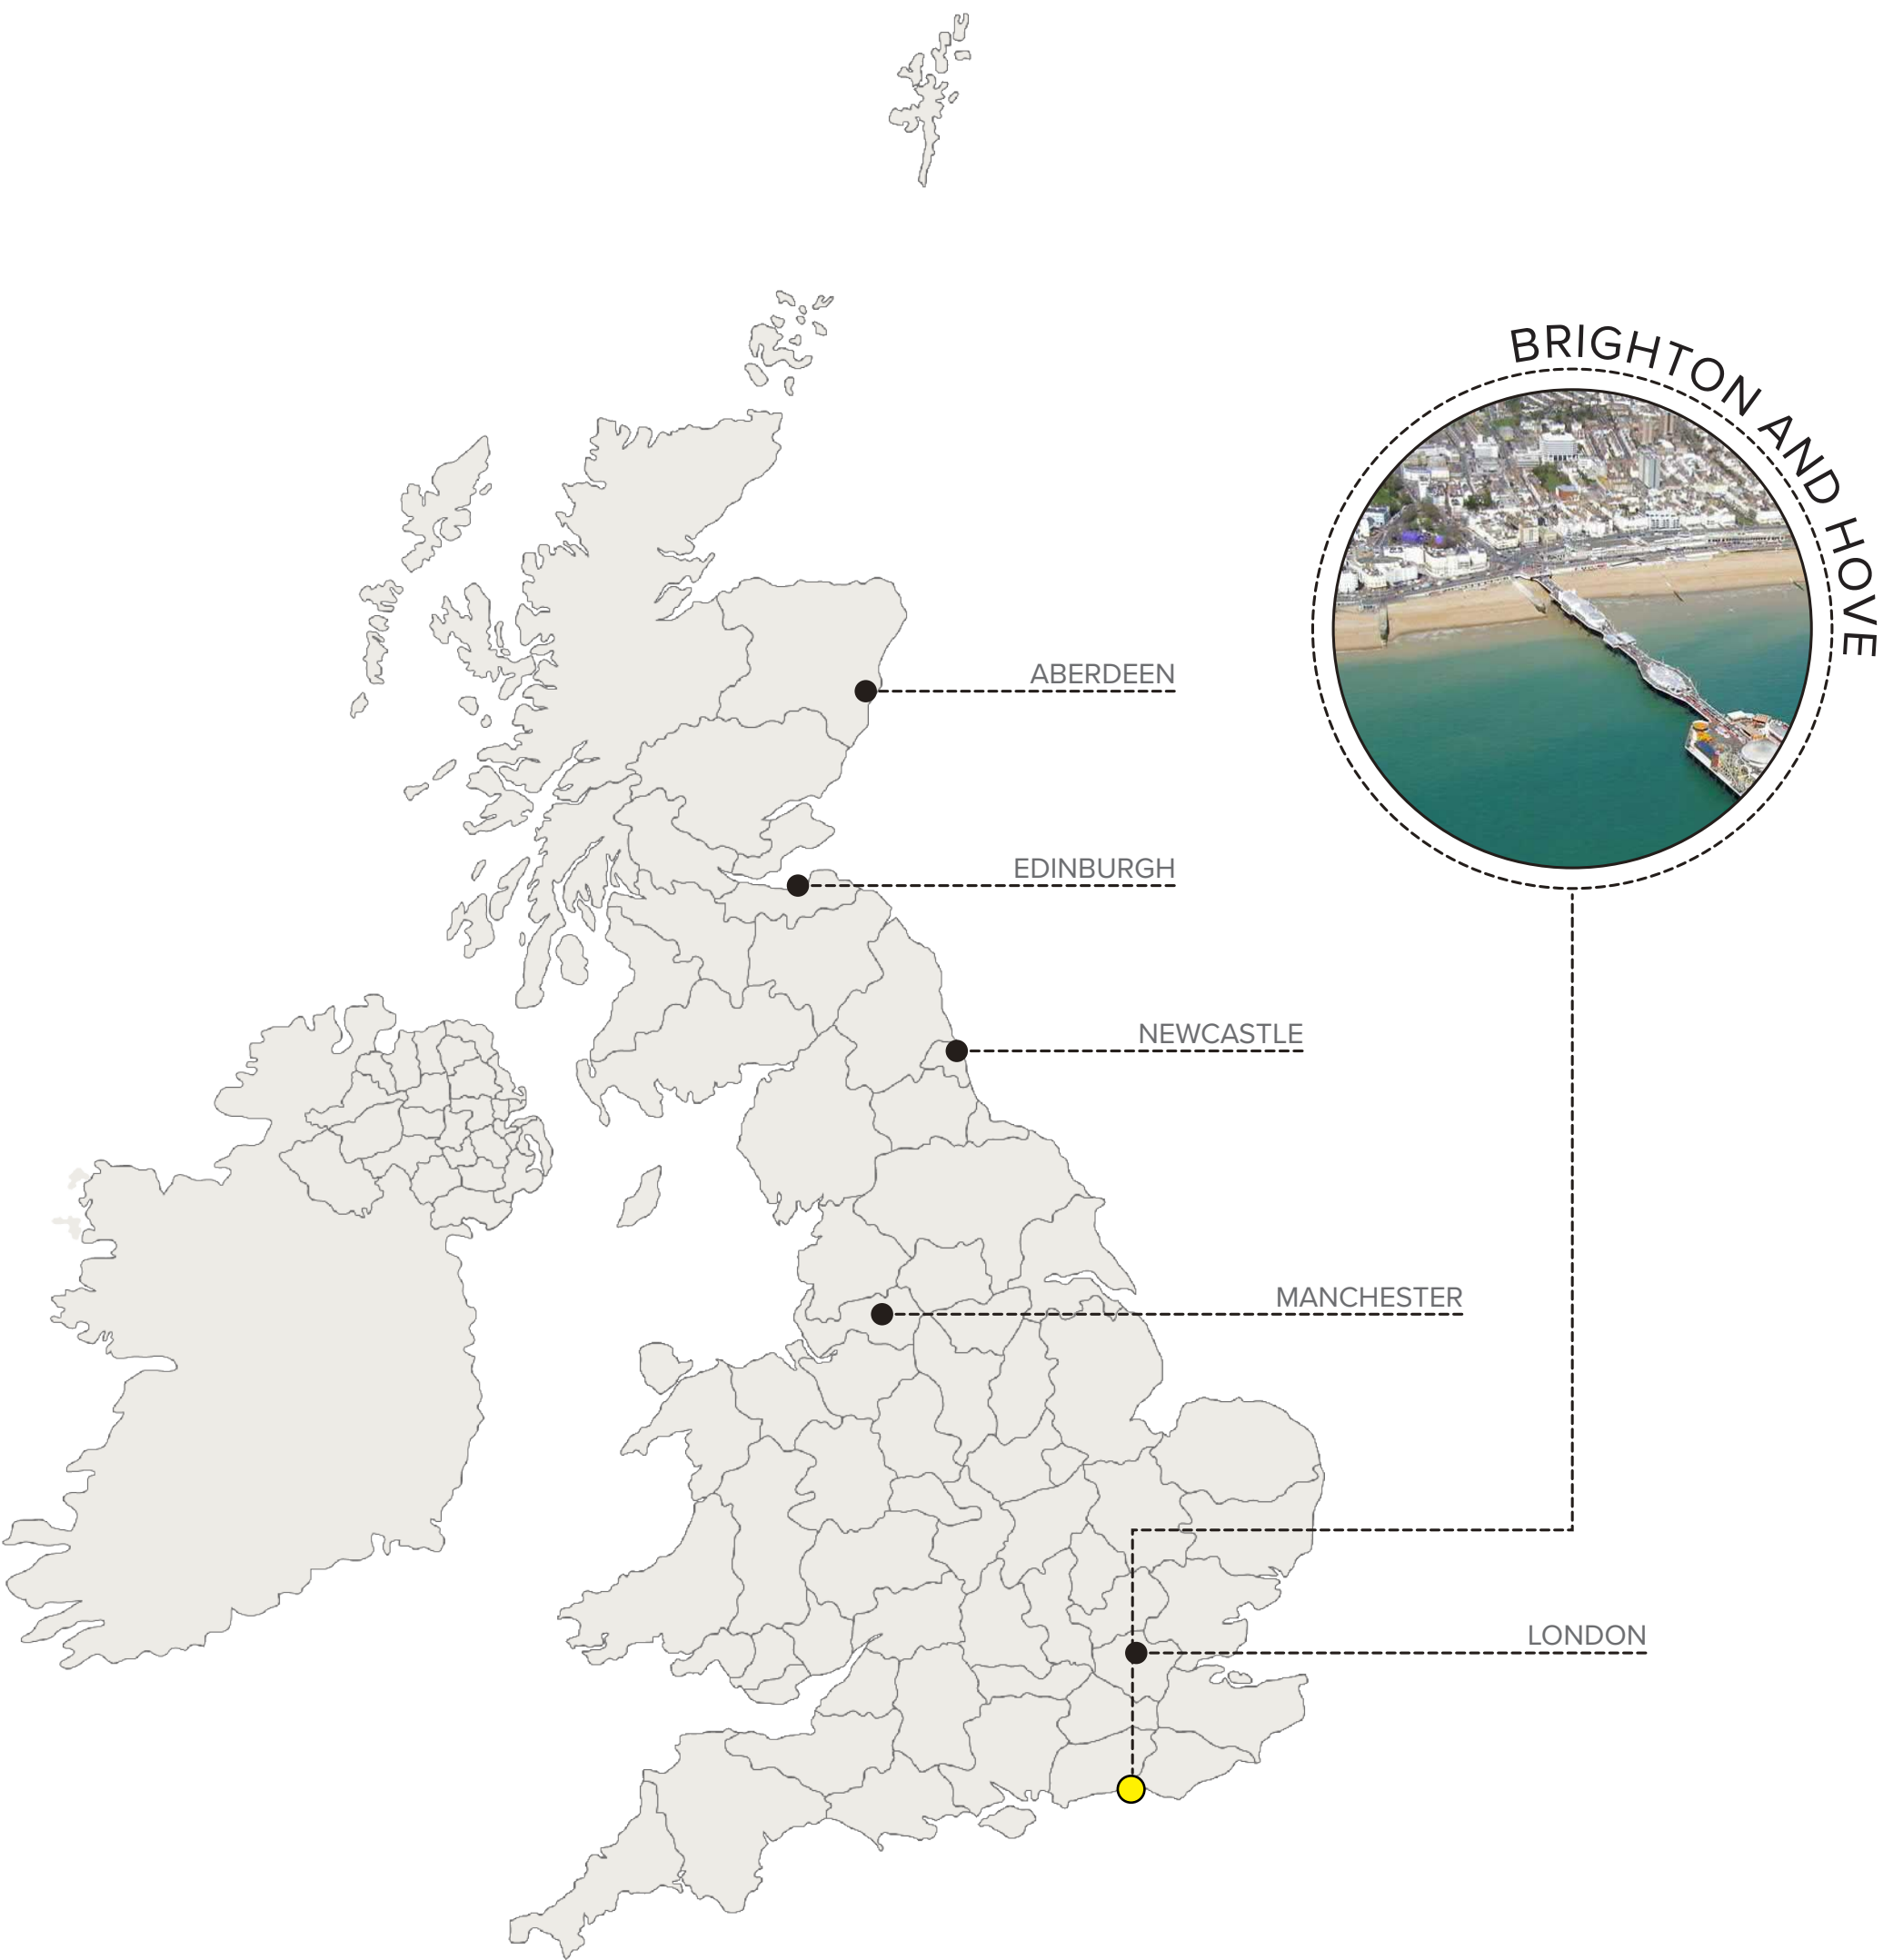 BRIGHTON AND HOVE
ABERDEEN
EDINBURGH
NEWCASTLE
MANCHESTER
LONDON